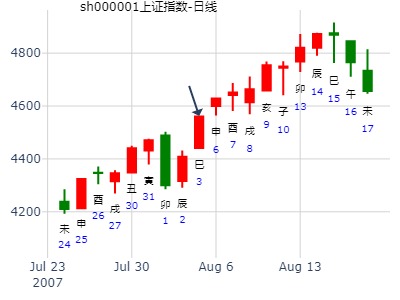 sh000001上证指数-日线
4800
4600
4400
4200
未
24
申
25
酉
26
戌
27
丑
30
寅
31
卯
1
辰
2
巳
3
申
6
酉
7
戌
8
亥
9
子
10
卯
13
辰
14
巳
15
午
16
未
17
Jul 23
2007
Jul 30
Aug 6
Aug 13